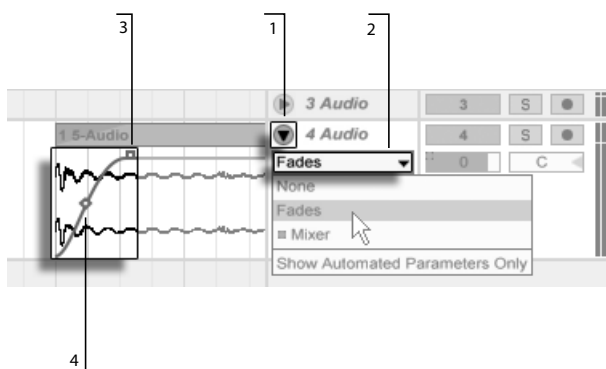 3
1
2
3 Audio
3
S
1 5-Audio
4 Audio
4
S
Fades
0
C
None
Fades
Mixer
Show Automated Parameters Only
4